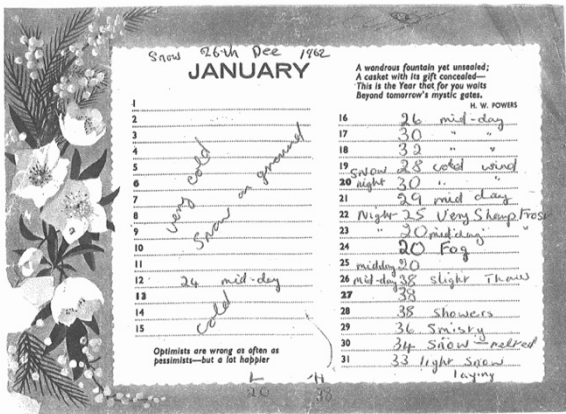 Snow 26th Dec 1962
JANUARY
1
2
3
4
5
6
7
8
9
10
11
12 24 mid-day
13
14
15
very cold
Snow on ground
cold
Optimists are wrong as often as
pessimists—but a lot happier
A wondrous fountain yet unsealed;
A casket with its gift concealed—
This is the Year that for you waits
Beyond tomorrow's mystic gates.
H. W. POWERS
16 26 mid-day
17 30 " "
18 32 " "
19 Snow 28 cold wind
20 night 30 " "
21 29 mid day
22 Night 25 Very Sharp Frost
23 " 20 mid day " "
24 20 Fog
25 midday 20
26 mid-day 38 slight Thaw
27 38
28 38 showers
29 36 Smisty
30 34 Snow - melted
31 33 light Snow
laying
L H
20 38